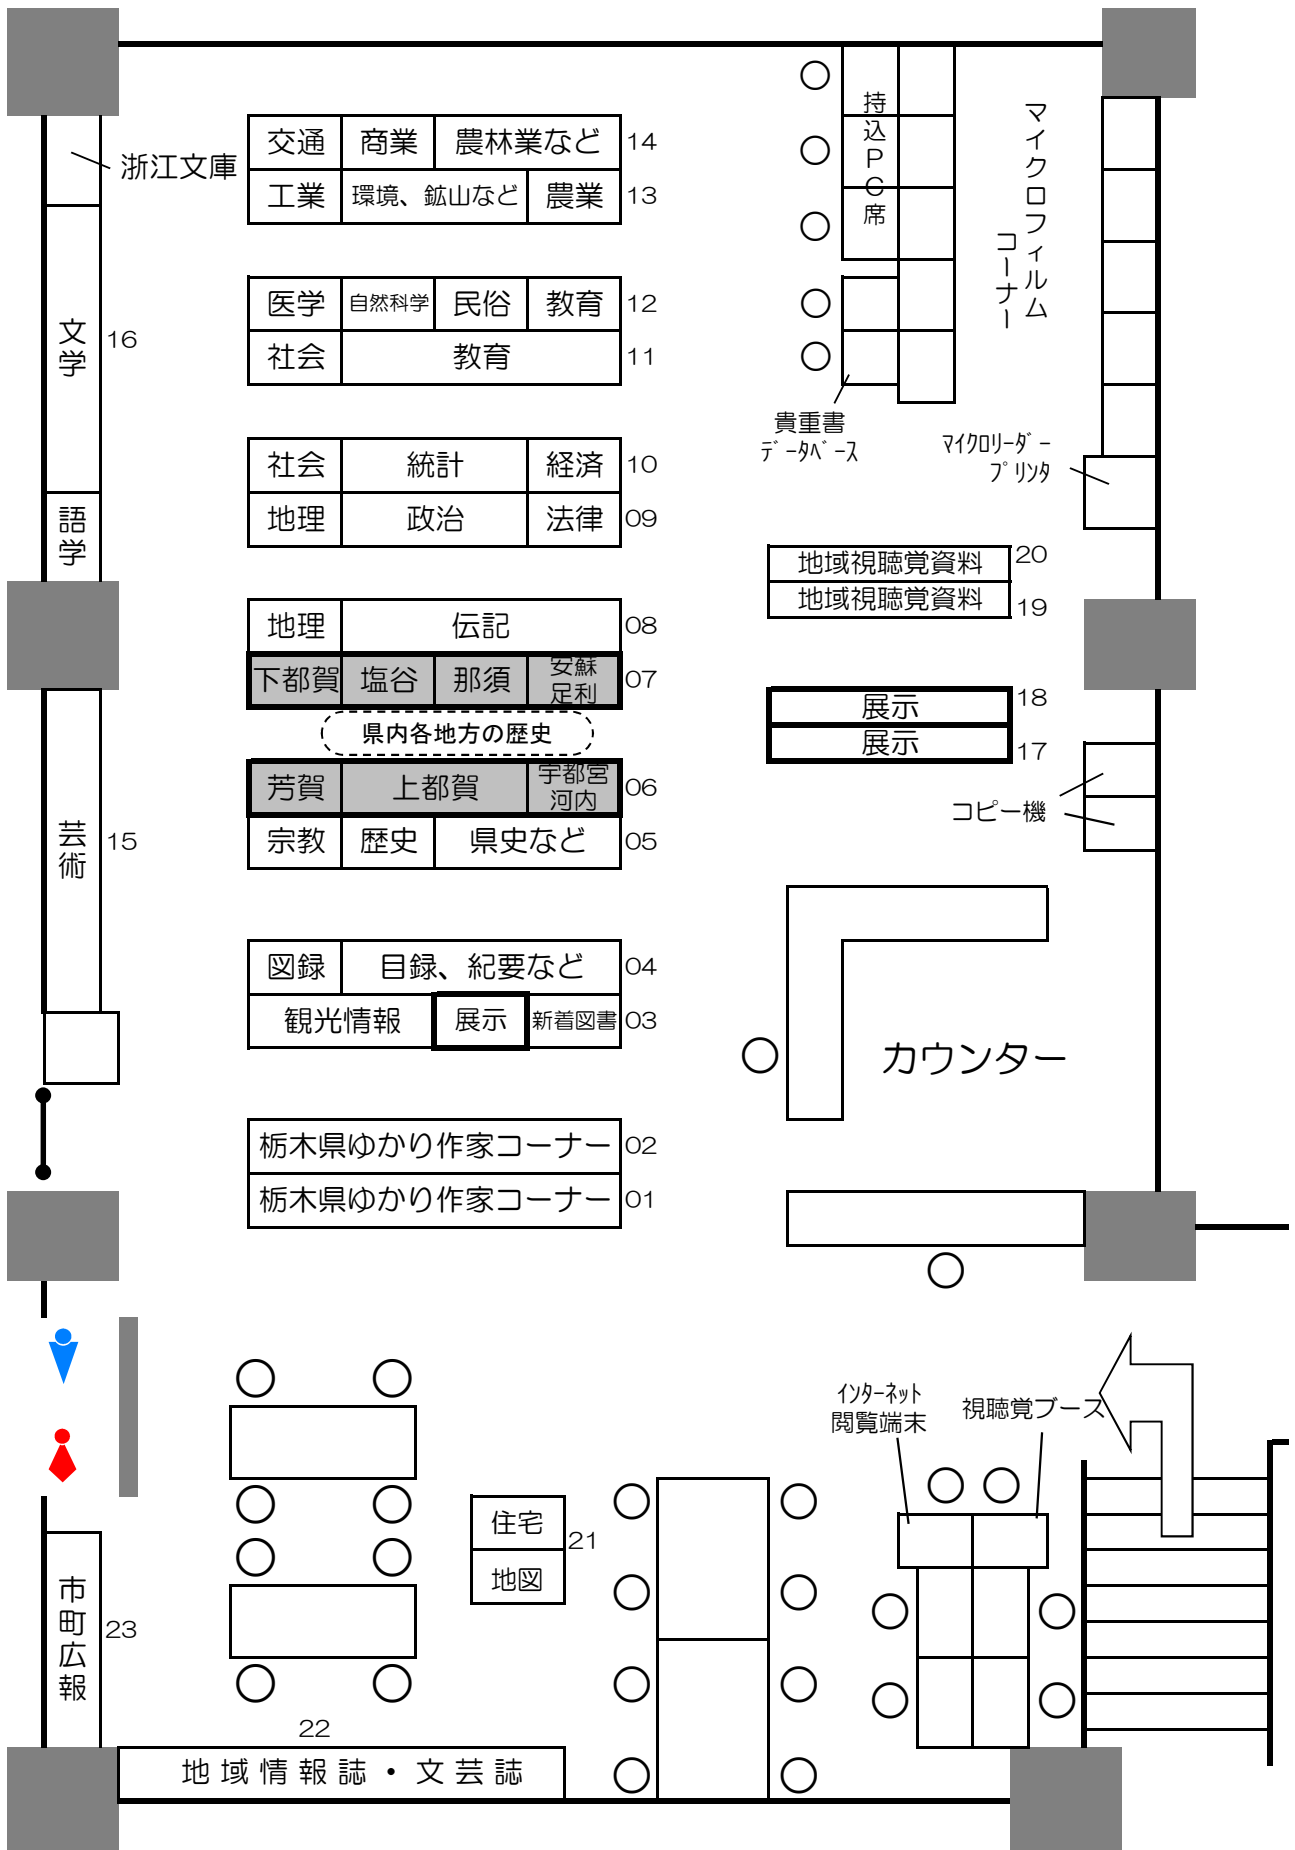 浙江文庫
交通 商業 農林業など 14
工業 環境、鉱山など 農業 13
医学 自然科学 民俗 教育 12
社会 教育 11
社会 統計 経済 10
地理 政治 法律 09
地理 伝記 08
下都賀 塩谷 那須 安蘇 足利 07
県内各地方の歴史
芳賀 上都賀 宇都宮 河内 06
宗教 歴史 県史など 05
図録 目録、紀要など 04
観光情報 展示 新着図書 03
栃木県ゆかり作家コーナー 02
栃木県ゆかり作家コーナー 01
文学
16
語学
芸術
15
持込PC席
マイクロフィルム
コーナー
貴重書
データベース
マイクロリーダー
プリンタ
地域視聴覚資料 20
地域視聴覚資料 19
展示 18
展示 17
コピー機
カウンター
インターネット
閲覧端末
視聴覚ブース
住宅
地図
21
市町広報
23
22
地域情報誌・文芸誌